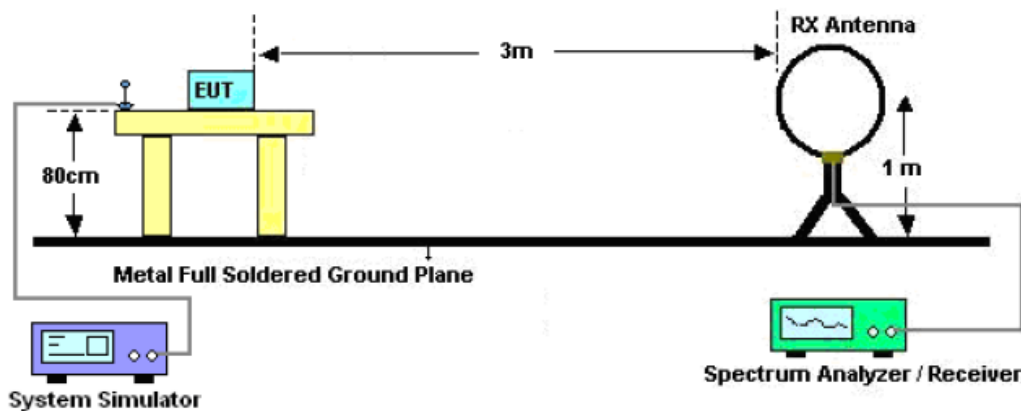 RX Antenna
3m
EUT
80cm
1 m
Metal Full Soldered Ground Plane
System Simulator
Spectrum Analyzer / Receiver